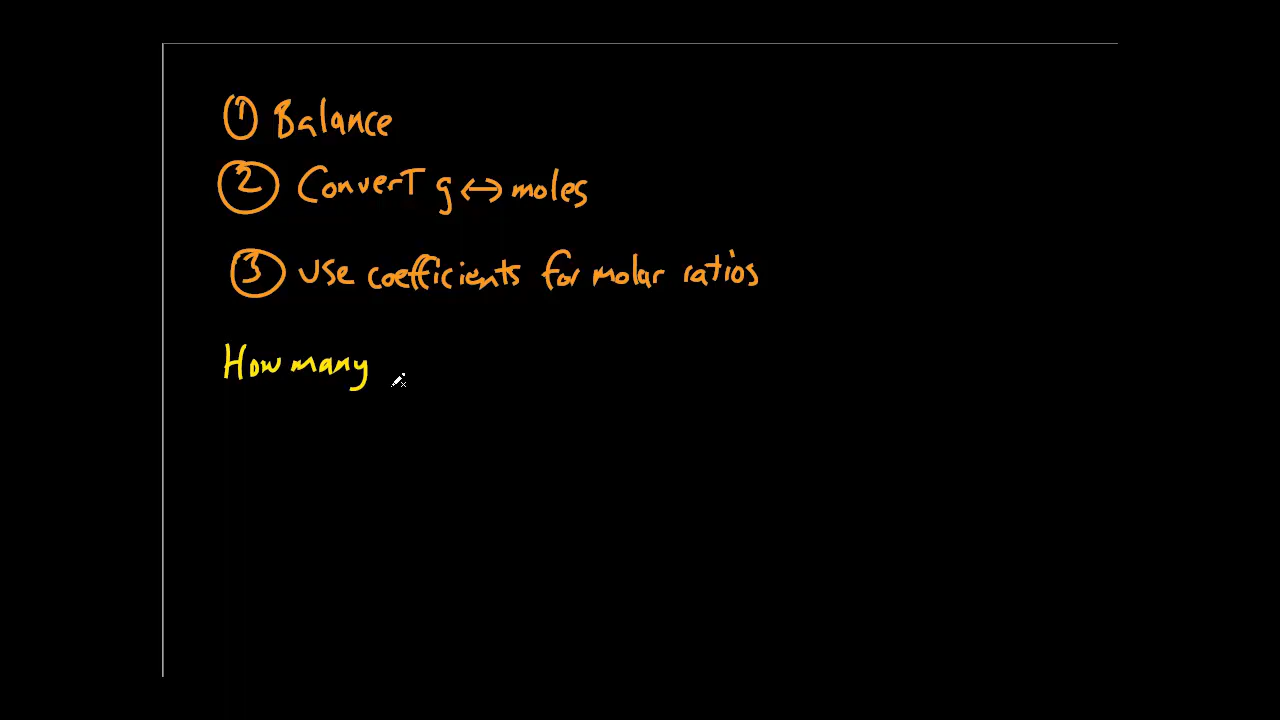 ① Balance
② Convert g ↔ moles
③ Use coefficients for molar ratios
How many